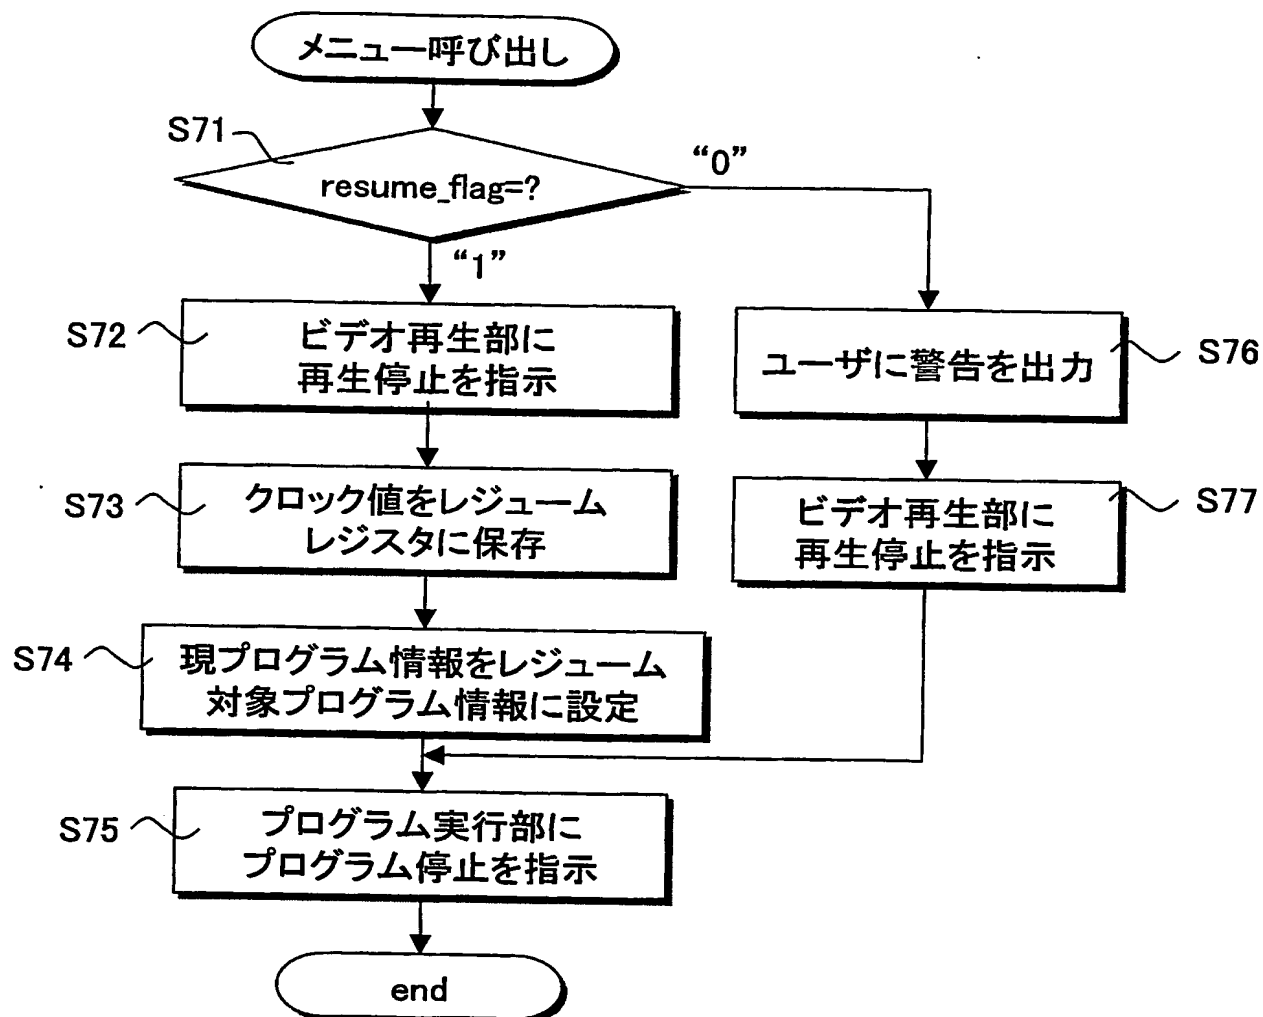 メニュー呼び出し
S71
resume_flag=?
“0”
“1”
S72
ビデオ再生部に
再生停止を指示
S76
ユーザに警告を出力
S73
クロック値をレジューム
レジスタに保存
S77
ビデオ再生部に
再生停止を指示
S74
現プログラム情報をレジューム
対象プログラム情報に設定
S75
プログラム実行部に
プログラム停止を指示
end